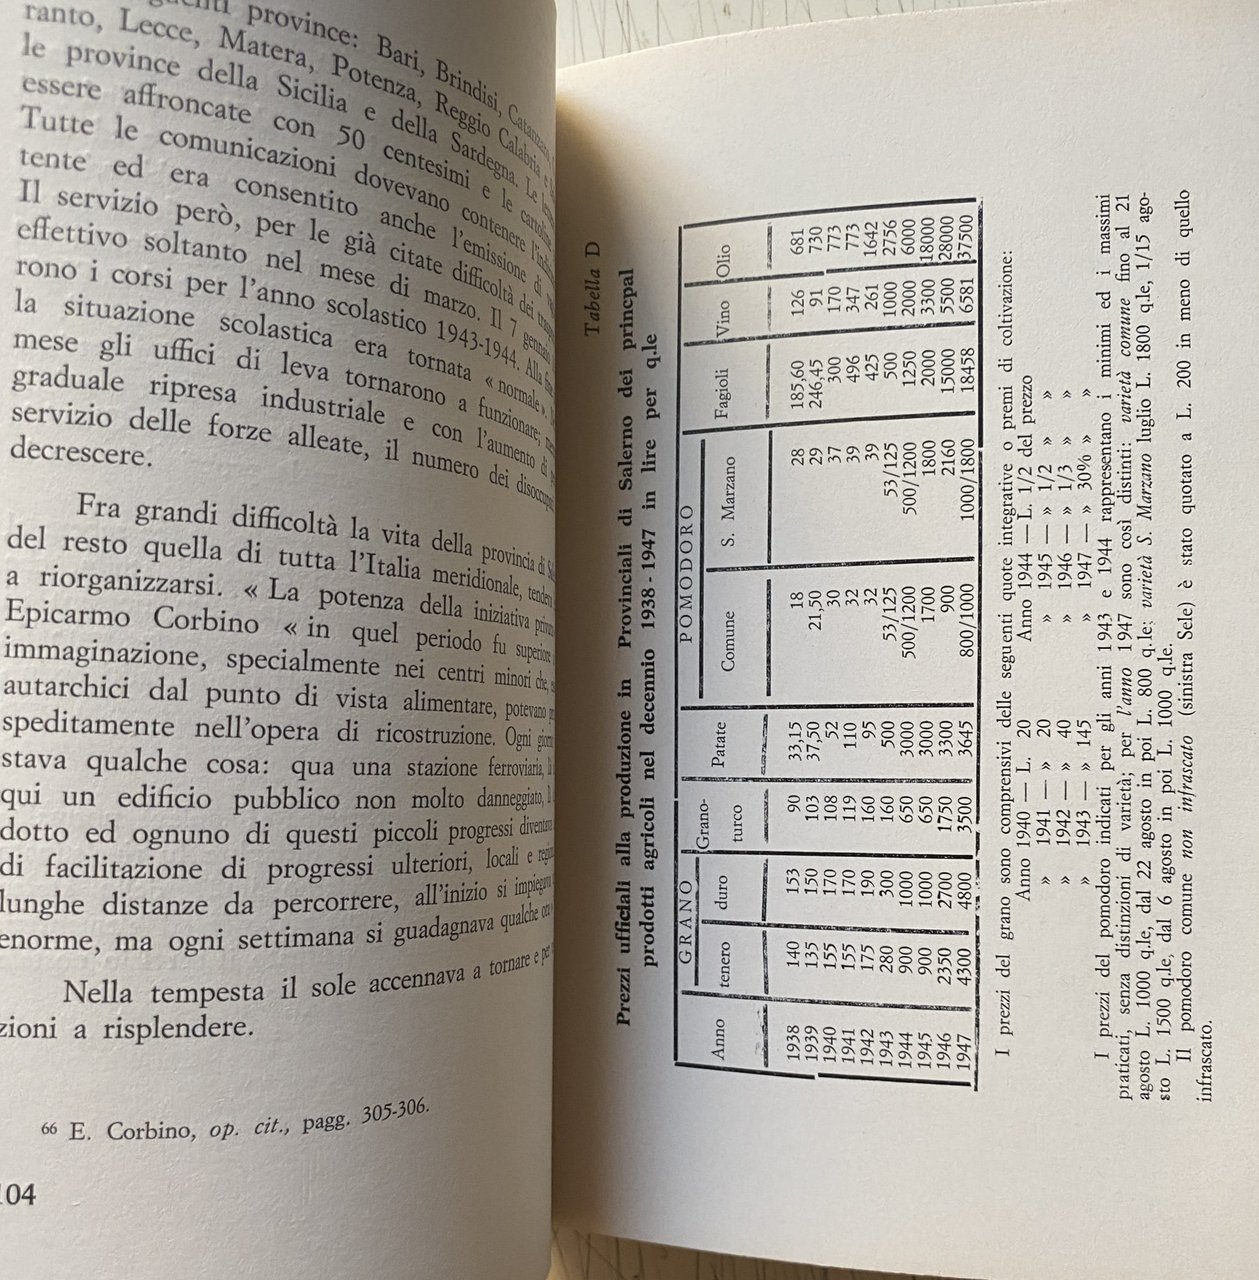 province: Bari, Brindisi, Catanzaro,
ranto, Lecce, Matera, Potenza, Reggio Calabria e
le province della Sicilia e della Sardegna. Le
essere affroncate con 50 centesimi e le cartoline
Tutte le comunicazioni dovevano contenere
tente ed era consentito anche l'emissione di
Il servizio però, per le già citate difficoltà dei
effettivo soltanto nel mese di marzo. Il 7 gennaio
rono i corsi per l'anno scolastico 1943-1944. Alla
la situazione scolastica era tornata « normale ».
mese gli uffici di leva tornarono a funzionare;
graduale ripresa industriale e con l'aumento di
servizio delle forze alleate, il numero dei
decrescere.
Fra grandi difficoltà la vita della provincia di
del resto quella di tutta l'Italia meridionale,
a riorganizzarsi. « La potenza della iniziativa
Epicarmo Corbino « in quel periodo fu superiore
immaginazione, specialmente nei centri minori che,
autarchici dal punto di vista alimentare, potevano
speditamente nell'opera di ricostruzione. Ogni
stava qualche cosa: qua una stazione ferroviaria,
qui un edificio pubblico non molto danneggiato,
dotto ed ognuno di questi piccoli progressi
di facilitazione di progressi ulteriori, locali e
lunghe distanze da percorrere, all'inizio si
enorme, ma ogni settimana si guadagnava qualche
Nella tempesta il sole accennava a tornare e
zioni a risplendere.
66 E. Corbino, op. cit., pagg. 305-306.
104
Tabella D
Prezzi ufficiali alla produzione in Provinciali di Salerno dei princpal
prodotti agricoli nel decennio 1938 - 1947 in lire per q.le
GRANO POMODORO
Anno tenero duro Grano-turco Patate Comune S. Marzano Fagioli Vino Olio
1938 140 153 90 33,15 18 28 185,60 126 681
1939 135 150 103 37,50 21,50 29 246,45 91 730
1940 155 170 108 52 30 37 300 170 773
1941 155 170 119 110 32 39 496 347 773
1942 175 190 160 95 32 39 425 261 1642
1943 280 300 160 500 53/125 53/125 500 1000 2756
1944 900 1000 650 3000 500/1200 500/1200 1250 2000 6000
1945 900 1000 650 3000 1700 1800 2000 3300 18000
1946 2350 2700 1750 3300 900 2160 15000 5500 28000
1947 4300 4800 3500 3645 800/1000 1000/1800 18458 6581 37500
I prezzi del grano sono comprensivi delle seguenti quote integrative o premi di coltivazione:
Anno 1940 — L. 20 Anno 1944 — L. 1/2 del prezzo
» 1941 — » 20 » 1945 — » 1/2 » »
» 1942 — » 40 » 1946 — » 1/3 » »
» 1943 — » 145 » 1947 — » 30% » »
I prezzi del pomodoro indicati per gli anni 1943 e 1944 rappresentano i minimi ed i massimi
praticati, senza distinzioni di varietà; per l'anno 1947 sono così distinti: varietà comune fino al 21
agosto L. 1000 q.le, dal 22 agosto in poi L. 800 q.le; varietà S. Marzano luglio L. 1800 q.le, 1/15 ago-
sto L. 1500 q.le, dal 6 agosto in poi L. 1000 q.le.
Il pomodoro comune non infrascato (sinistra Sele) è stato quotato a L. 200 in meno di quello
infrascato.